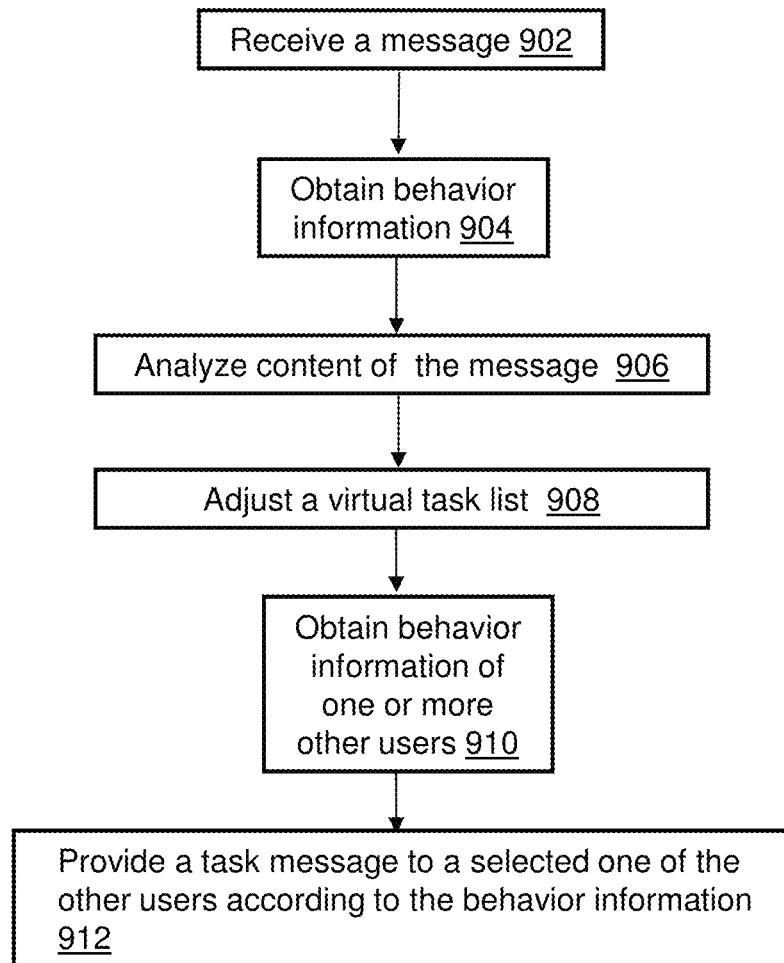 Receive a message 902
Obtain behavior
information 904
Analyze content of the message 906
Adjust a virtual task list 908
Obtain behavior
information of
one or more
other users 910
Provide a task message to a selected one of the
other users according to the behavior information
912